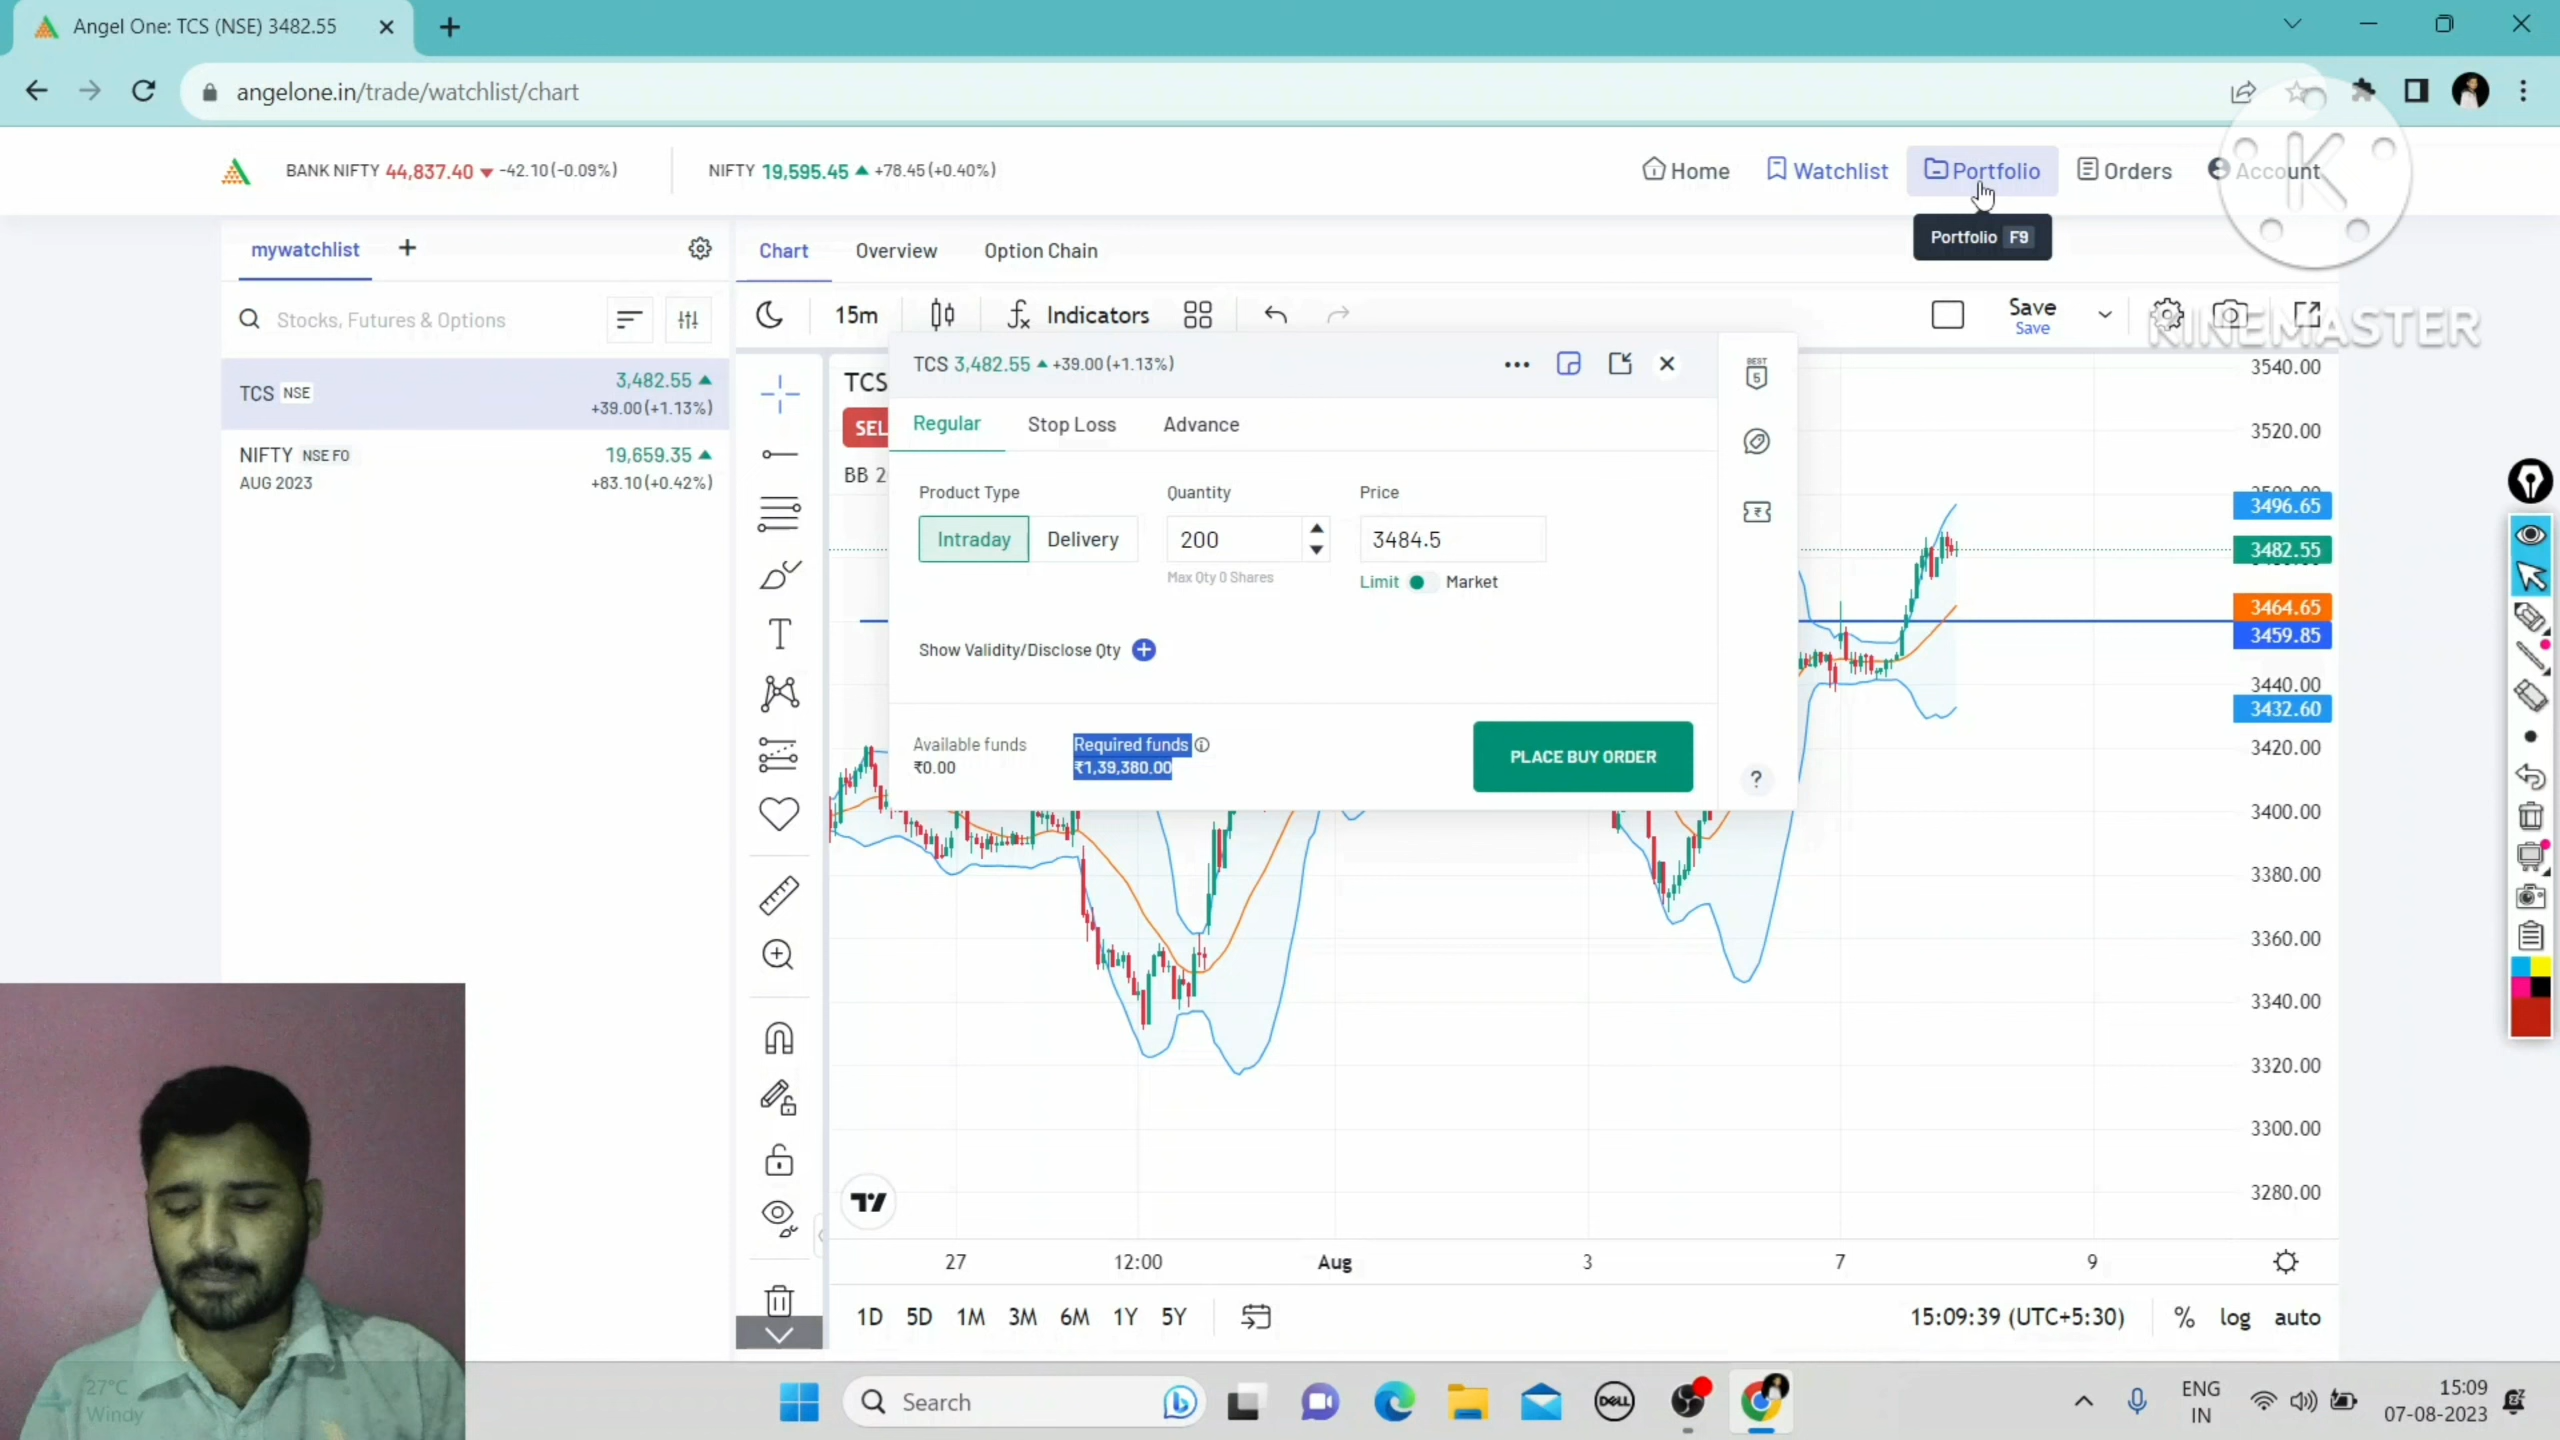 Angel One: TCS (NSE) 3482.55
angelone.in/trade/watchlist/chart
BANK NIFTY 44,837.40 -42.10(-0.09%)
NIFTY 19,595.45 +78.45(+0.40%)
Home
Watchlist
Portfolio
Orders
Account
K
Portfolio F9
KINEMASTER
mywatchlist
Chart
Overview
Option Chain
Stocks, Futures & Options
15m
Indicators
Save
Save
TCS NSE
3,482.55
+39.00(+1.13%)
NIFTY NSE FO
19,659.35
AUG 2023
+83.10(+0.42%)
TCS
SEL
BB 2
TCS 3,482.55 +39.00(+1.13%)
BEST
5
Regular
Stop Loss
Advance
Product Type
Quantity
Price
Intraday
Delivery
200
3484.5
Max Qty 0 Shares
Limit
Market
Show Validity/Disclose Qty
Available funds
₹0.00
Required funds
₹1,39,380.00
PLACE BUY ORDER
?
3540.00
3520.00
3496.65
3482.55
3464.65
3459.85
3440.00
3432.60
3420.00
3400.00
3380.00
3360.00
3340.00
3320.00
3300.00
3280.00
27
12:00
Aug
3
7
9
1D
5D
1M
3M
6M
1Y
5Y
15:09:39 (UTC+5:30)
%
log
auto
27°C
Windy
Search
DELL
ENG
IN
15:09
07-08-2023